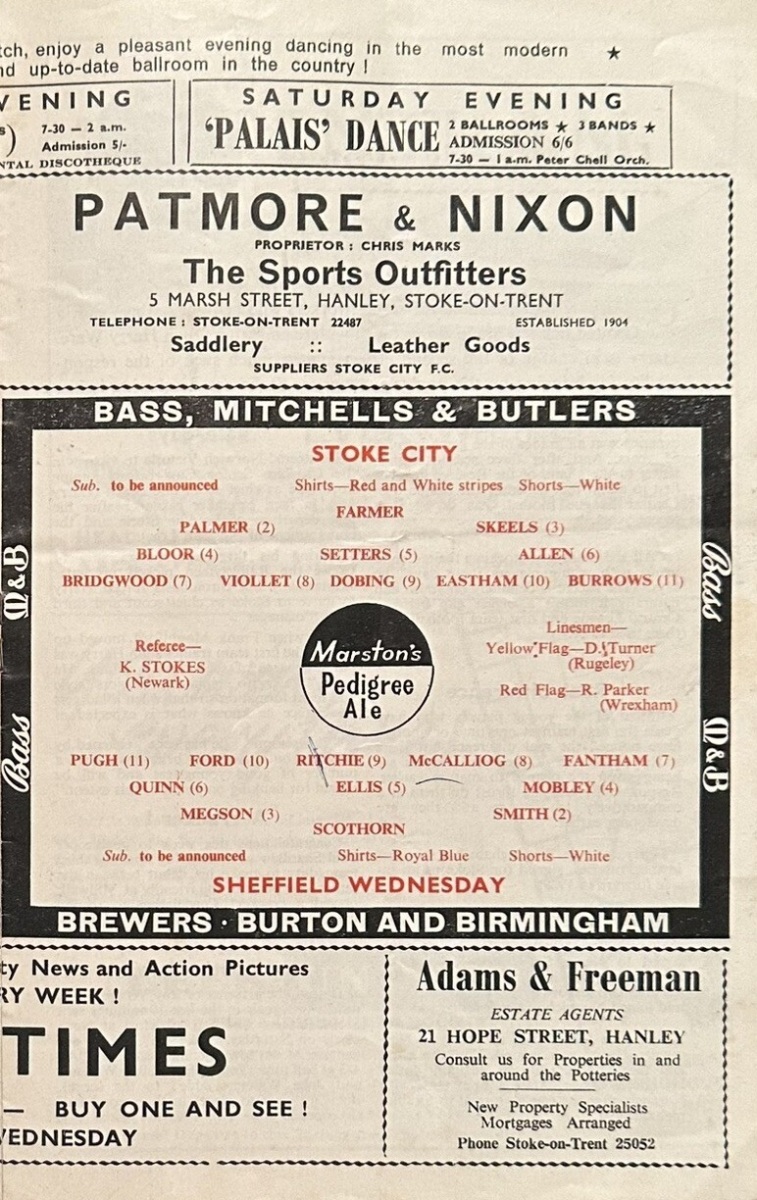 tch, enjoy a pleasant evening dancing in the most modern ★
nd up-to-date ballroom in the country !
VENING
s) 7-30 — 2 a.m.
Admission 5/-
NTAL DISCOTHEQUE
SATURDAY EVENING
'PALAIS' DANCE 2 BALLROOMS ★ 3 BANDS ★
ADMISSION 6/6
7-30 — 1 a.m. Peter Chell Orch.
PATMORE & NIXON
PROPRIETOR : CHRIS MARKS
The Sports Outfitters
5 MARSH STREET, HANLEY, STOKE-ON-TRENT
TELEPHONE : STOKE-ON-TRENT 22487 ESTABLISHED 1904
Saddlery :: Leather Goods
SUPPLIERS STOKE CITY F.C.
BASS, MITCHELLS & BUTLERS
STOKE CITY
Sub. to be announced Shirts—Red and White stripes Shorts—White
FARMER
PALMER (2) SKEELS (3)
BLOOR (4) SETTERS (5) ALLEN (6)
BRIDGWOOD (7) VIOLLET (8) DOBING (9) EASTHAM (10) BURROWS (11)
M&B
Bass
Bass
M&B
Referee—
K. STOKES
(Newark)
Marston's
Pedigree
Ale
Linesmen—
Yellow Flag—D. Turner
(Rugeley)
Red Flag—R. Parker
(Wrexham)
PUGH (11) FORD (10) RITCHIE (9) McCALLIOG (8) FANTHAM (7)
QUINN (6) ELLIS (5) MOBLEY (4)
MEGSON (3) SMITH (2)
SCOTHORN
Sub. to be announced Shirts—Royal Blue Shorts—White
SHEFFIELD WEDNESDAY
BREWERS · BURTON AND BIRMINGHAM
ty News and Action Pictures
RY WEEK !
TIMES
— BUY ONE AND SEE !
VEDNESDAY
Adams & Freeman
ESTATE AGENTS
21 HOPE STREET, HANLEY
Consult us for Properties in and
around the Potteries
New Property Specialists
Mortgages Arranged
Phone Stoke-on-Trent 25052